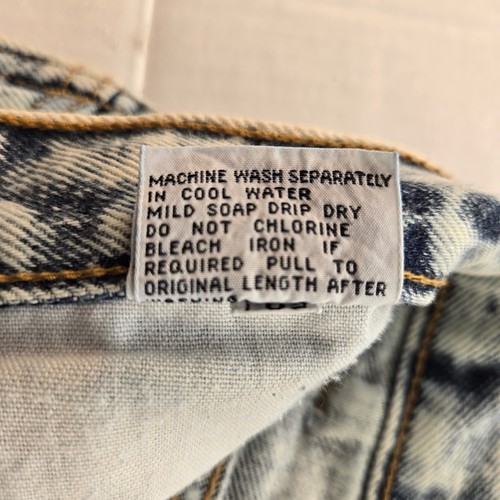 MACHINE WASH SEPARATELY
IN COOL WATER
MILD SOAP DRIP DRY
DO NOT CHLORINE
BLEACH IRON IF
REQUIRED PULL TO
ORIGINAL LENGTH AFTER